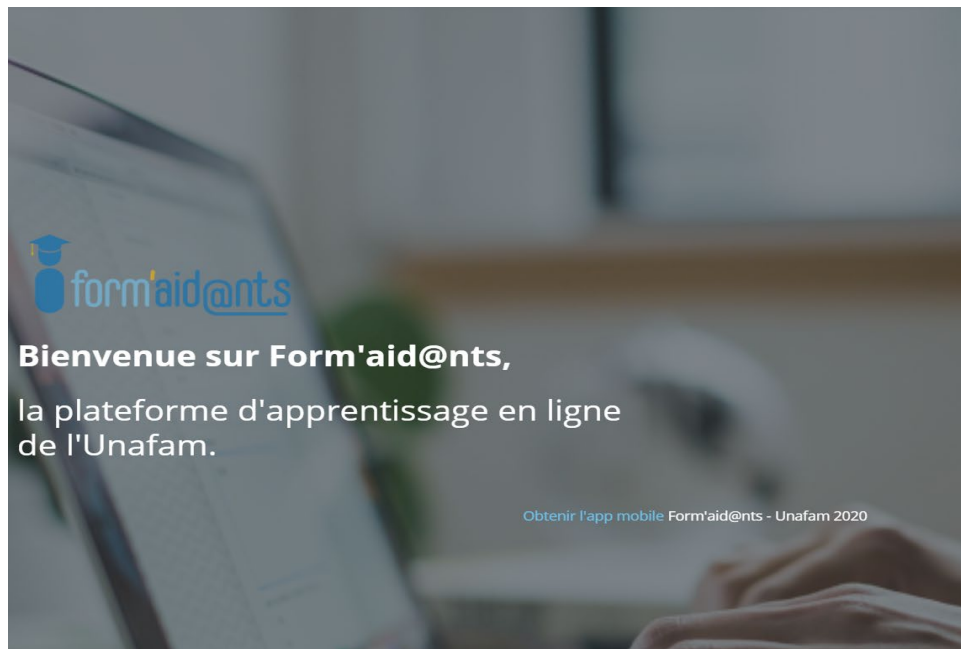 form'aid@nts
Bienvenue sur Form'aid@nts,
la plateforme d'apprentissage en ligne
de l'Unafam.
Obtenir l'app mobile Form'aid@nts - Unafam 2020